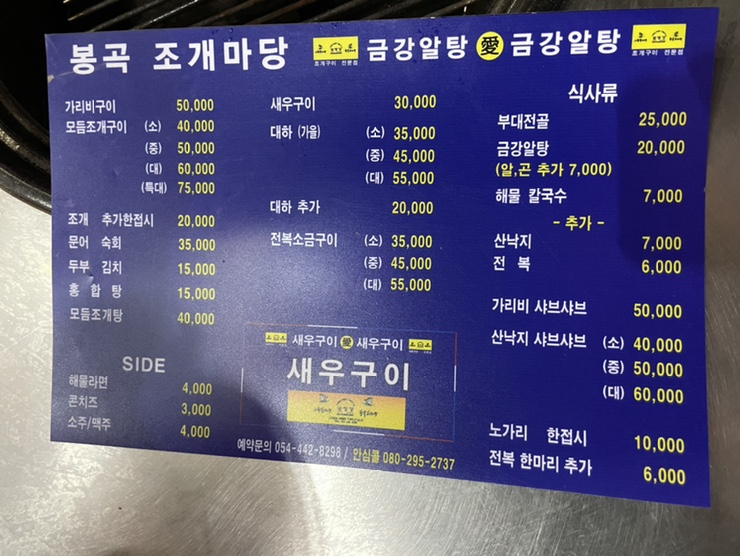 봉곡 조개마당
조개구이 전문점
금강알탕 愛 금강알탕
조개구이 전문점
가리비구이 50,000
모듬조개구이 (소) 40,000
(중) 50,000
(대) 60,000
(특대) 75,000
조개 추가한접시 20,000
문어 숙회 35,000
두부 김치 15,000
홍 합 탕 15,000
모듬조개탕 40,000
SIDE
해물라면 4,000
콘치즈 3,000
소주/맥주 4,000
새우구이 30,000
대하 (가을) (소) 35,000
(중) 45,000
(대) 55,000
대하 추가 20,000
전복소금구이 (소) 35,000
(중) 45,000
(대) 55,000
새우구이 愛 새우구이
새우구이
예약문의 054-442-8298 / 안심콜 080-295-2737
식사류
부대전골 25,000
금강알탕 20,000
(알,곤 추가 7,000)
해물 칼국수 7,000
- 추가 -
산낙지 7,000
전 복 6,000
가리비 샤브샤브 50,000
산낙지 샤브샤브 (소) 40,000
(중) 50,000
(대) 60,000
노가리 한접시 10,000
전복 한마리 추가 6,000